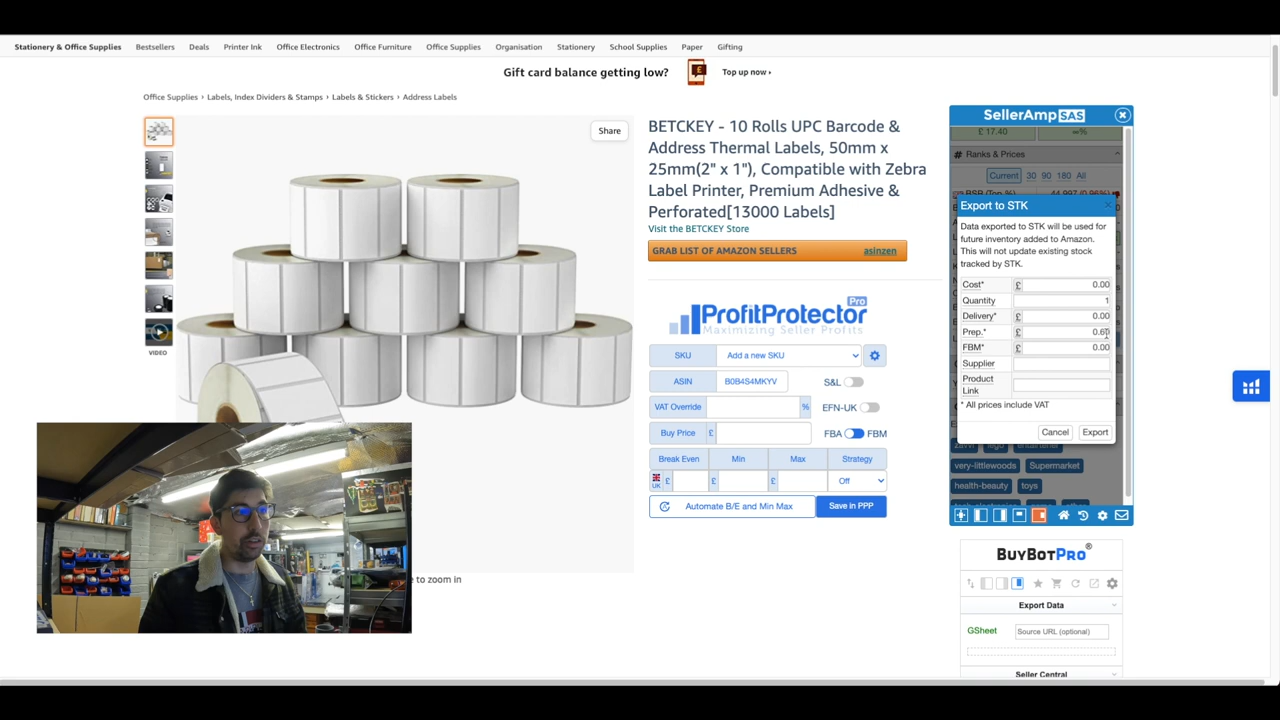 Stationery & Office Supplies Bestsellers Deals Printer Ink Office Electronics Office Furniture Office Supplies Organisation Stationery School Supplies Paper Pens Gifting
Gift card balance getting low? Top up now ›
Office Supplies › Labels, Index Dividers & Stamps › Labels & Stickers › Address Labels
Share
VIDEO
e to zoom in
BETCKEY - 10 Rolls UPC Barcode &
Address Thermal Labels, 50mm x
25mm(2" x 1"), Compatible with Zebra
Label Printer, Premium Adhesive &
Perforated[13000 Labels]
Visit the BETCKEY Store
GRAB LIST OF AMAZON SELLERS asinzen
ProfitProtector Pro
Maximizing Seller Profits
SKU Add a new SKU
ASIN B0B4S4MKYV S&L
VAT Override % EFN-UK
Buy Price £ FBA FBM
Break Even Min Max Strategy
UK £ £ £ Off
Automate B/E and Min Max Save in PPP
SellerAmp SAS
£ 17.40 ∞%
# Ranks & Prices
Current 30 90 180 All
Export to STK
Data exported to STK will be used for
future inventory added to Amazon.
This will not update existing stock
tracked by STK.
Cost* £ 0.00
Quantity 1
Delivery* £ 0.00
Prep.* £ 0.65
FBM* £ 0.00
Supplier
Product
Link
* All prices include VAT
Cancel Export
very-littlewoods Supermarket
health-beauty toys
BUYBOTPRO®
Export Data
GSheet Source URL (optional)
Seller Central